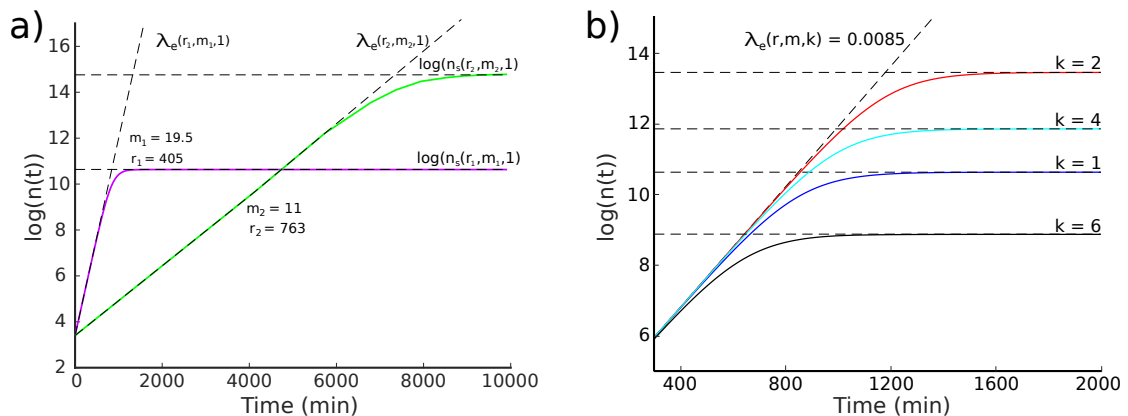 a)
λe(r1,m1,1)
λe(r2,m2,1)
log(ns(r2,m2,1)
m1 = 19.5
r1 = 405
log(ns(r1,m1,1)
m2 = 11
r2 = 763
log(n(t))
16
14
12
10
8
6
4
2
0 2000 4000 6000 8000 10000
Time (min)
b)
λe(r,m,k) = 0.0085
k = 2
k = 4
k = 1
k = 6
log(n(t))
14
12
10
8
6
400 800 1200 1600 2000
Time (min)